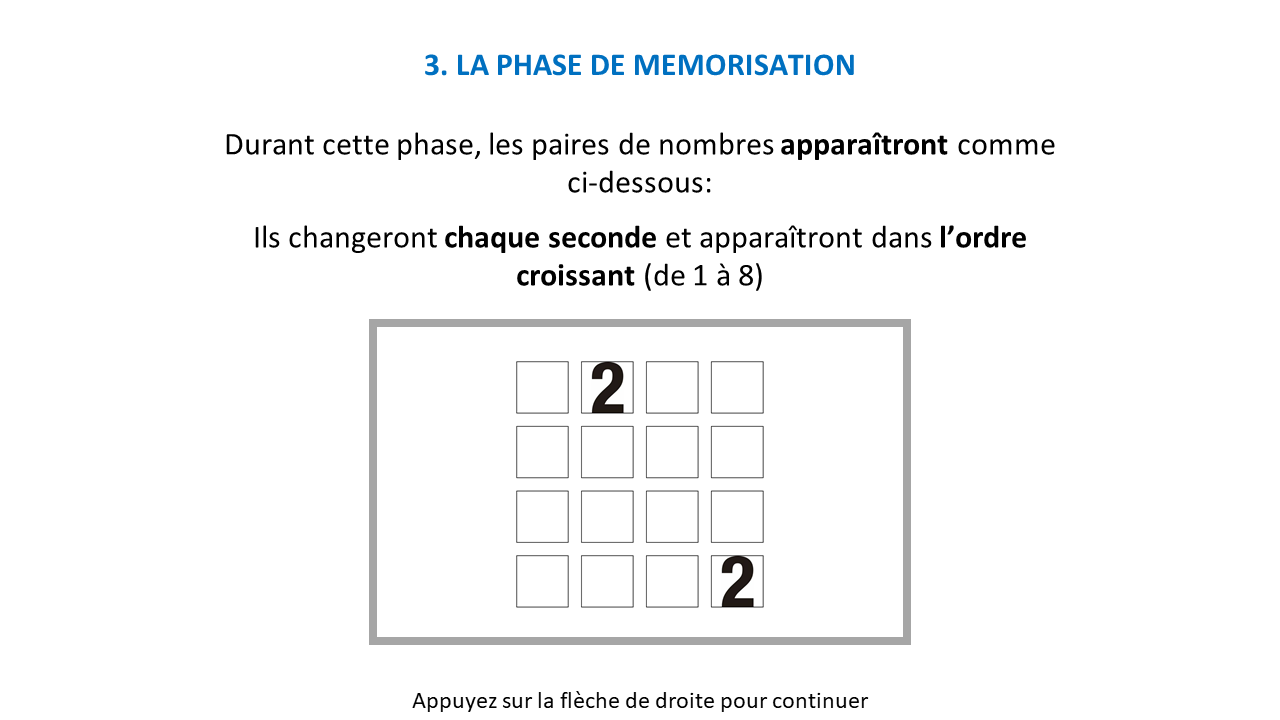 3. LA PHASE DE MEMORISATION
Durant cette phase, les paires de nombres apparaîtront comme
ci-dessous:
Ils changeront chaque seconde et apparaîtront dans l’ordre
croissant (de 1 à 8)
2
2
Appuyez sur la flèche de droite pour continuer